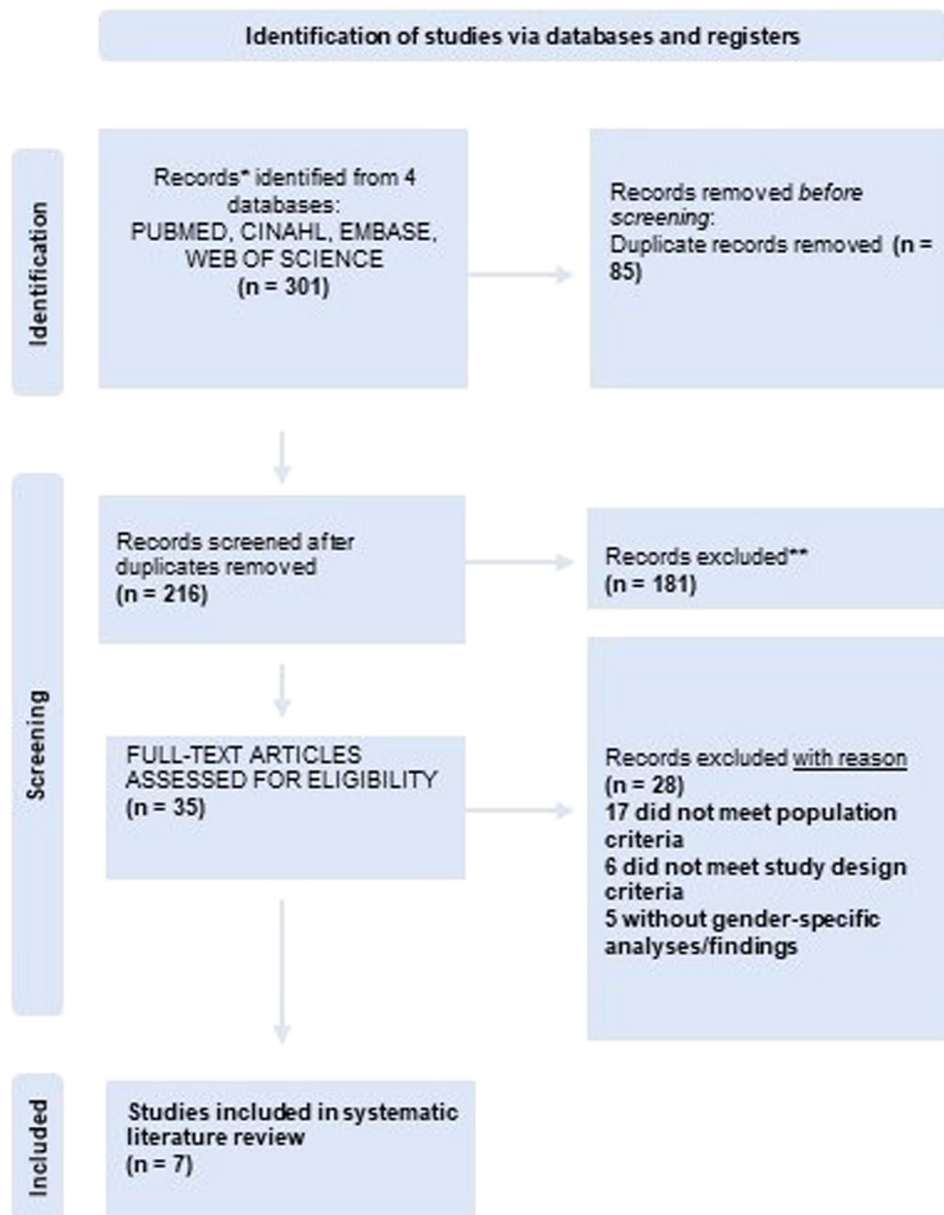 Identification of studies via databases and registers
Identification
Records* identified from 4
databases:
PUBMED, CINAHL, EMBASE,
WEB OF SCIENCE
(n = 301)
Records removed before
screening:
Duplicate records removed (n =
85)
Screening
Records screened after
duplicates removed
(n = 216)
Records excluded**
(n = 181)
FULL-TEXT ARTICLES
ASSESSED FOR ELIGIBILITY
(n = 35)
Records excluded with reason
(n = 28)
17 did not meet population
criteria
6 did not meet study design
criteria
5 without gender-specific
analyses/findings
Included
Studies included in systematic
literature review
(n = 7)